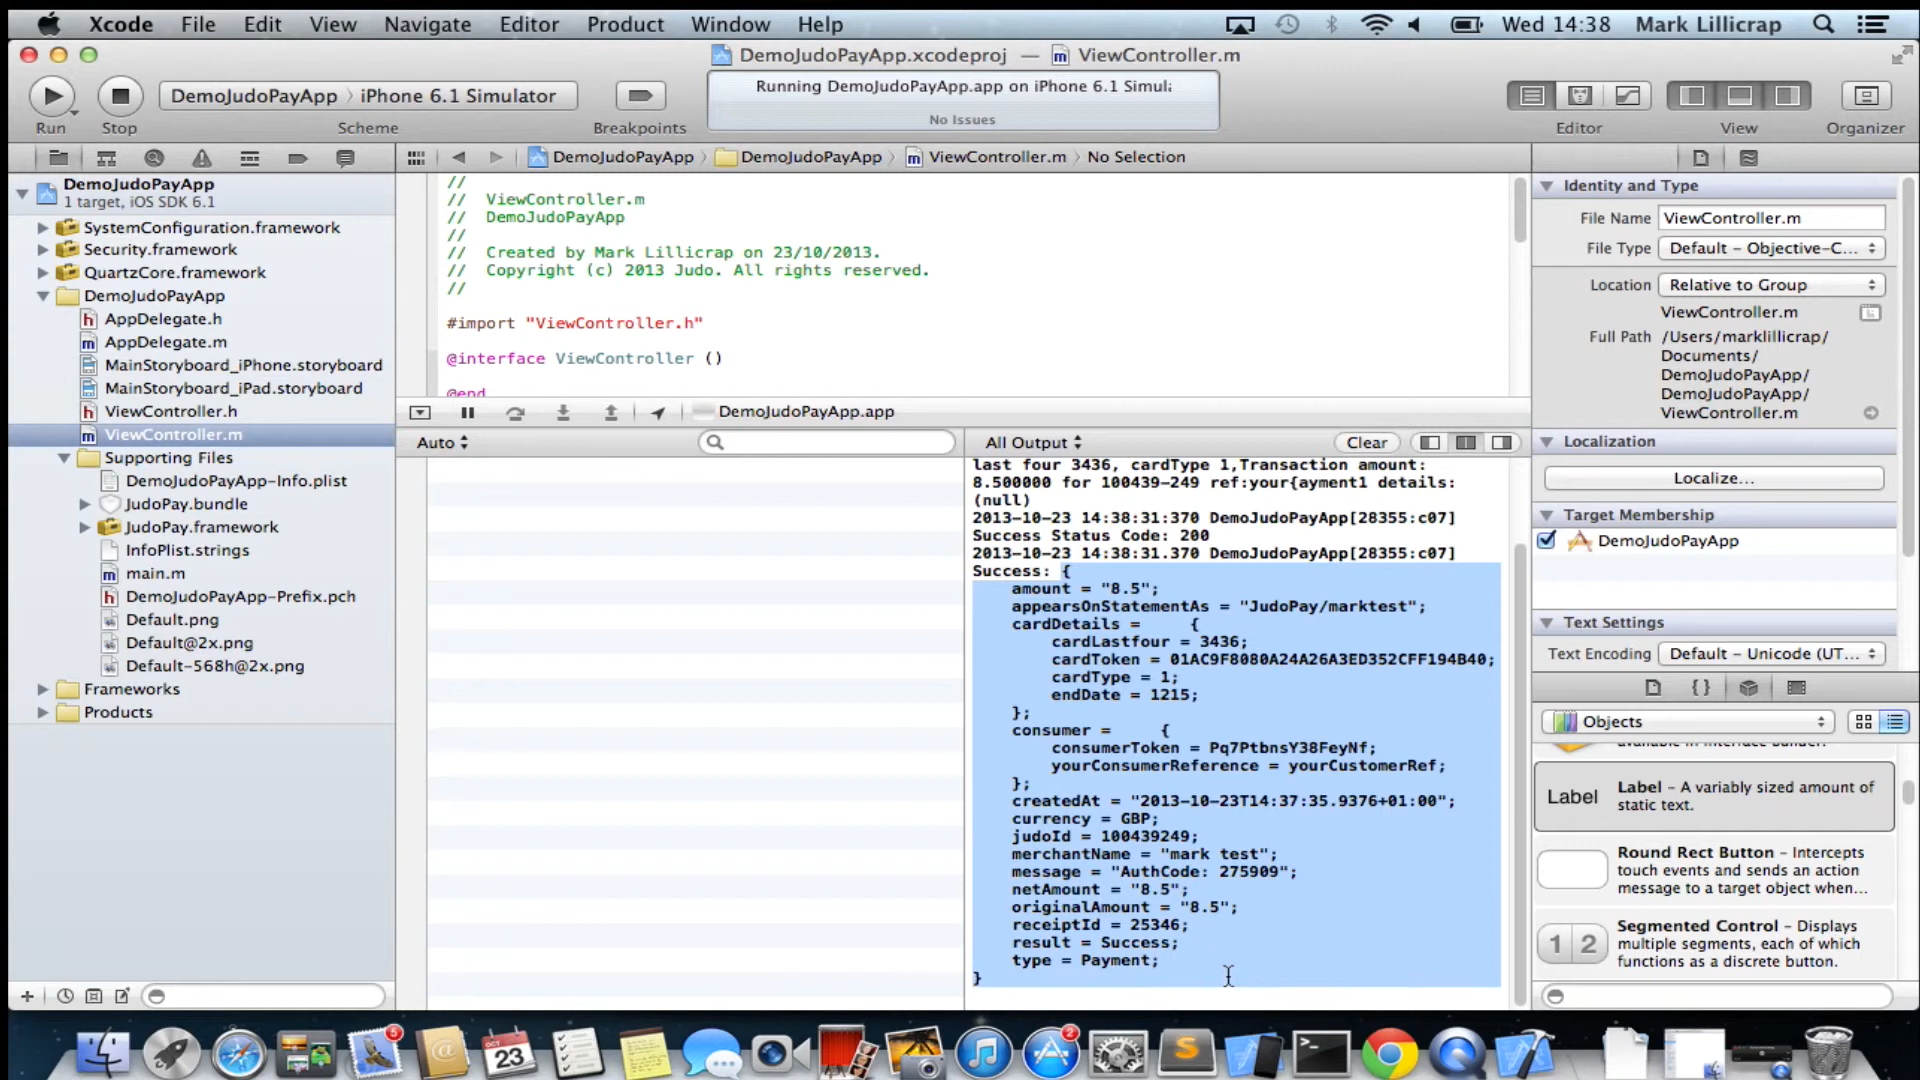 Xcode File Edit View Navigate Editor Product Window Help Wed 14:38 Mark Lillicrap
DemoJudoPayApp.xcodeproj — ViewController.m
Run Stop
DemoJudoPayApp > iPhone 6.1 Simulator
Scheme
Breakpoints
Running DemoJudoPayApp.app on iPhone 6.1 Simul
No Issues
Editor View Organizer
DemoJudoPayApp > DemoJudoPayApp > ViewController.m > No Selection
DemoJudoPayApp
1 target, iOS SDK 6.1
SystemConfiguration.framework
Security.framework
QuartzCore.framework
DemoJudoPayApp
AppDelegate.h
AppDelegate.m
MainStoryboard_iPhone.storyboard
MainStoryboard_iPad.storyboard
ViewController.h
ViewController.m
Supporting Files
DemoJudoPayApp-Info.plist
JudoPay.bundle
JudoPay.framework
InfoPlist.strings
main.m
DemoJudoPayApp-Prefix.pch
Default.png
Default@2x.png
Default-568h@2x.png
Frameworks
Products
//
// ViewController.m
// DemoJudoPayApp
//
// Created by Mark Lillicrap on 23/10/2013.
// Copyright (c) 2013 Judo. All rights reserved.
//
#import "ViewController.h"
@interface ViewController ()
@end
DemoJudoPayApp.app
Auto
All Output
Clear
last four 3436, cardType 1,Transaction amount:
8.500000 for 100439-249 ref:your{ayment1 details:
(null)
2013-10-23 14:38:31:370 DemoJudoPayApp[28355:c07]
Success Status Code: 200
2013-10-23 14:38:31.370 DemoJudoPayApp[28355:c07]
Success: {
amount = "8.5";
appearsOnStatementAs = "JudoPay/marktest";
cardDetails = {
cardLastfour = 3436;
cardToken = 01AC9F8080A24A26A3ED352CFF194B40;
cardType = 1;
endDate = 1215;
};
consumer = {
consumerToken = Pq7PtbnsY38FeyNf;
yourConsumerReference = yourCustomerRef;
};
createdAt = "2013-10-23T14:37:35.9376+01:00";
currency = GBP;
judoId = 100439249;
merchantName = "mark test";
message = "AuthCode: 275909";
netAmount = "8.5";
originalAmount = "8.5";
receiptId = 25346;
result = Success;
type = Payment;
}
Identity and Type
File Name ViewController.m
File Type Default - Objective-C...
Location Relative to Group
ViewController.m
Full Path /Users/marklillicrap/
Documents/
DemoJudoPayApp/
DemoJudoPayApp/
ViewController.m
Localization
Localize...
Target Membership
DemoJudoPayApp
Text Settings
Text Encoding Default - Unicode (UT...
{ }
Objects
available in Interface Builder.
Label Label - A variably sized amount of
static text.
Round Rect Button - Intercepts
touch events and sends an action
message to a target object when...
1 2 Segmented Control - Displays
multiple segments, each of which
functions as a discrete button.
5
OCT
23
2